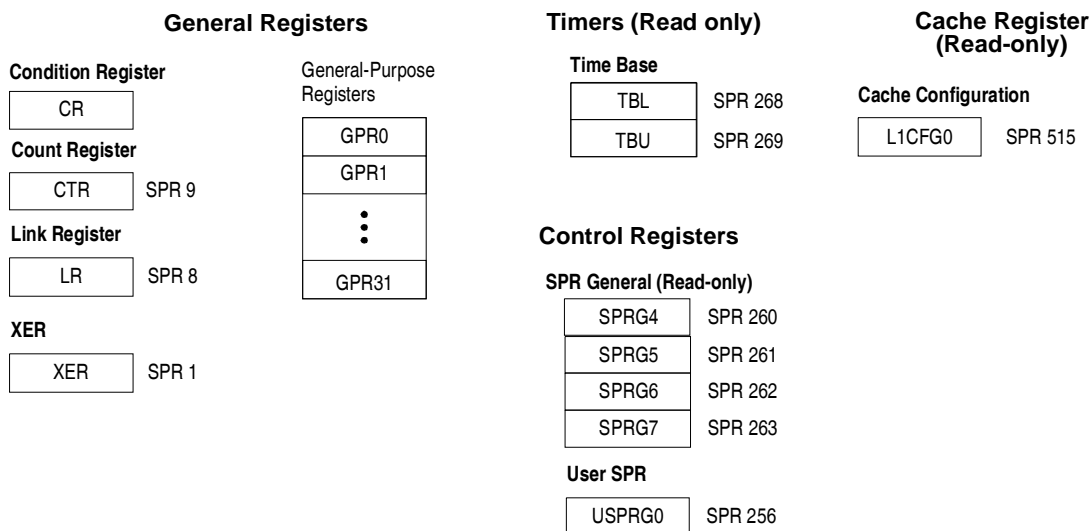 General Registers
Condition Register
CR
Count Register
CTR SPR 9
Link Register
LR SPR 8
XER
XER SPR 1
General-Purpose
Registers
GPR0
GPR1
GPR31
Timers (Read only)
Time Base
TBL SPR 268
TBU SPR 269
Control Registers
SPR General (Read-only)
SPRG4 SPR 260
SPRG5 SPR 261
SPRG6 SPR 262
SPRG7 SPR 263
User SPR
USPRG0 SPR 256
Cache Register
(Read-only)
Cache Configuration
L1CFG0 SPR 515